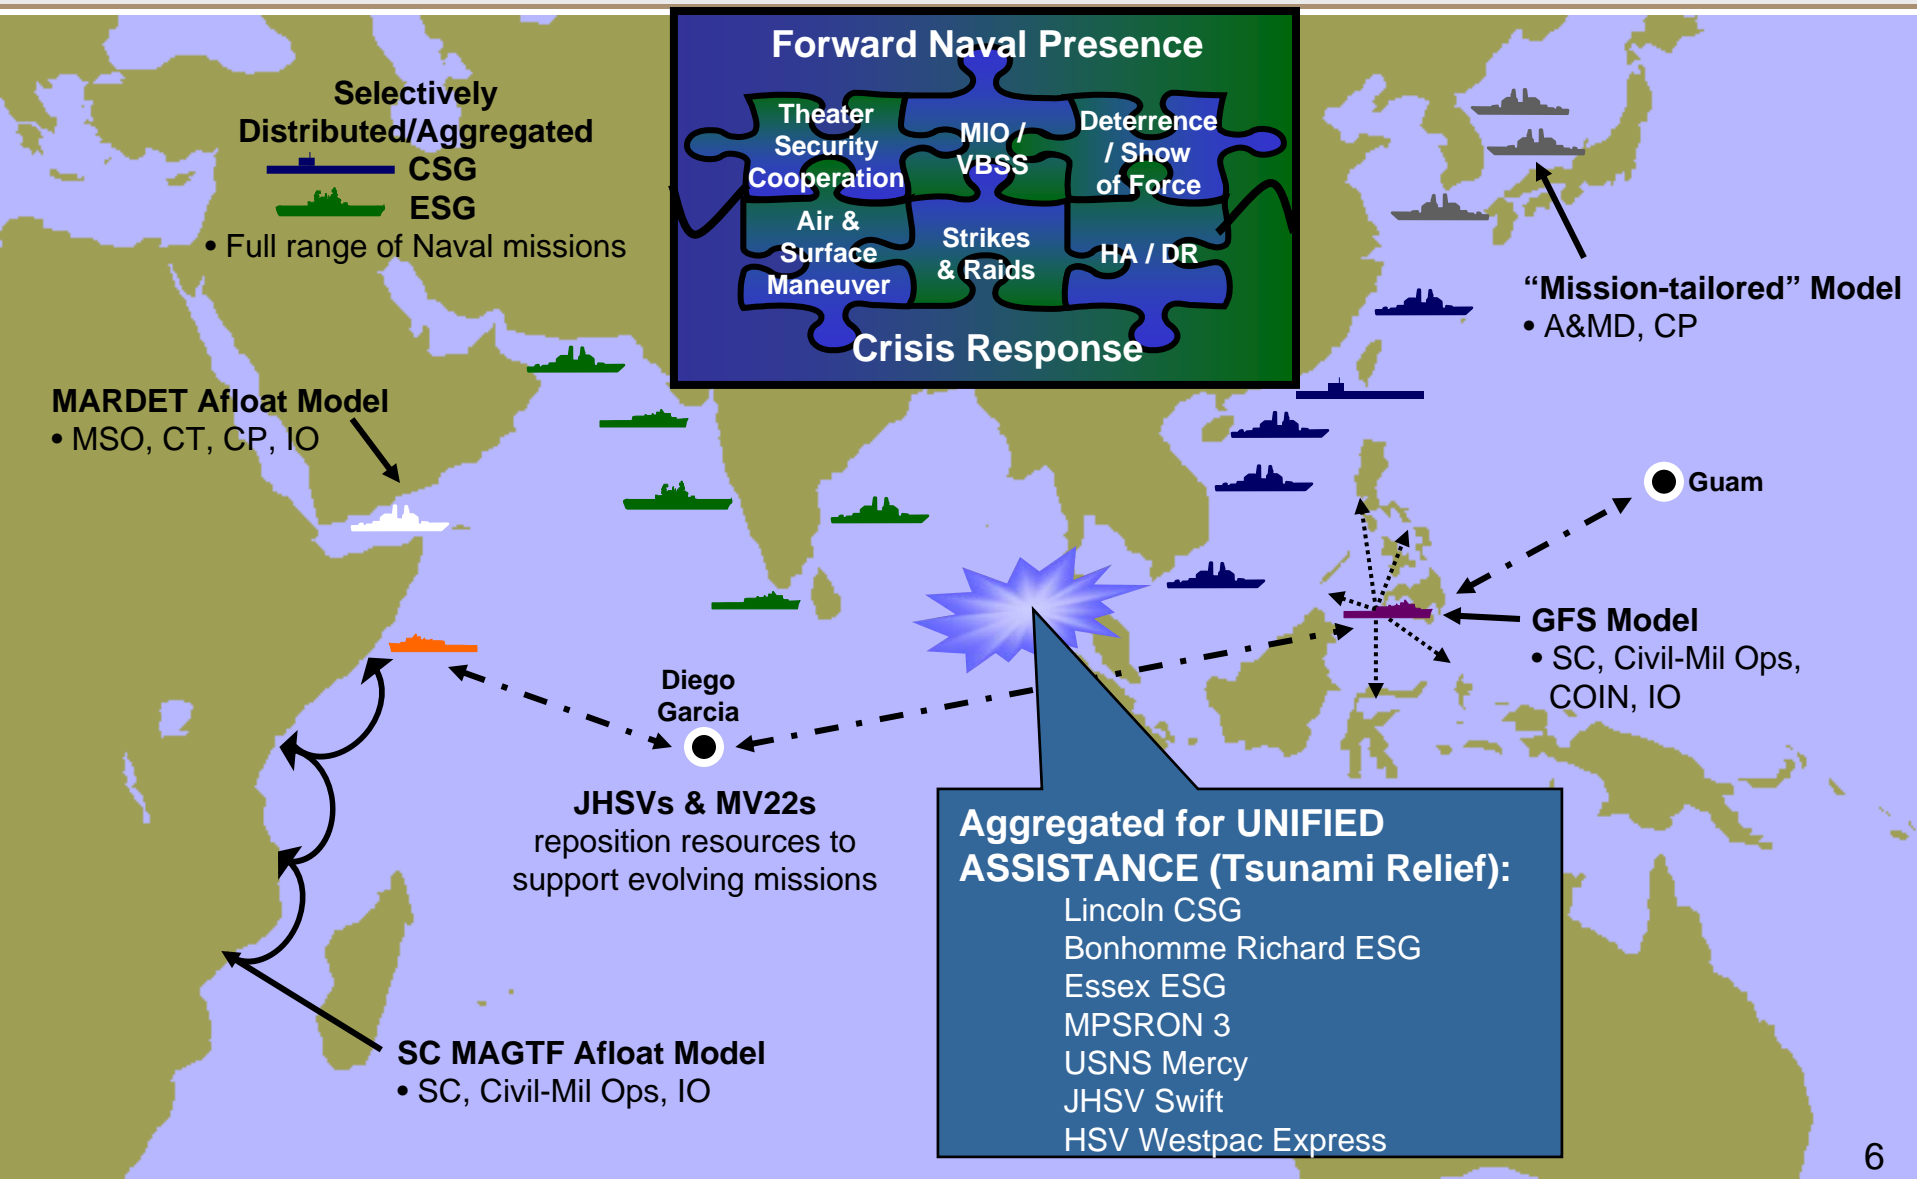 Forward Naval Presence
Theater
Security
Cooperation
MIO /
VBSS
Deterrence
/ Show
of Force
Air &
Surface
Maneuver
Strikes
& Raids
HA / DR
Crisis Response
Selectively
Distributed/Aggregated
CSG
ESG
• Full range of Naval missions
“Mission-tailored” Model
• A&MD, CP
MARDET Afloat Model
• MSO, CT, CP, IO
Guam
GFS Model
• SC, Civil-Mil Ops,
COIN, IO
Diego
Garcia
JHSVs & MV22s
reposition resources to
support evolving missions
Aggregated for UNIFIED
ASSISTANCE (Tsunami Relief):
Lincoln CSG
Bonhomme Richard ESG
Essex ESG
MPSRON 3
USNS Mercy
JHSV Swift
HSV Westpac Express
SC MAGTF Afloat Model
• SC, Civil-Mil Ops, IO
6